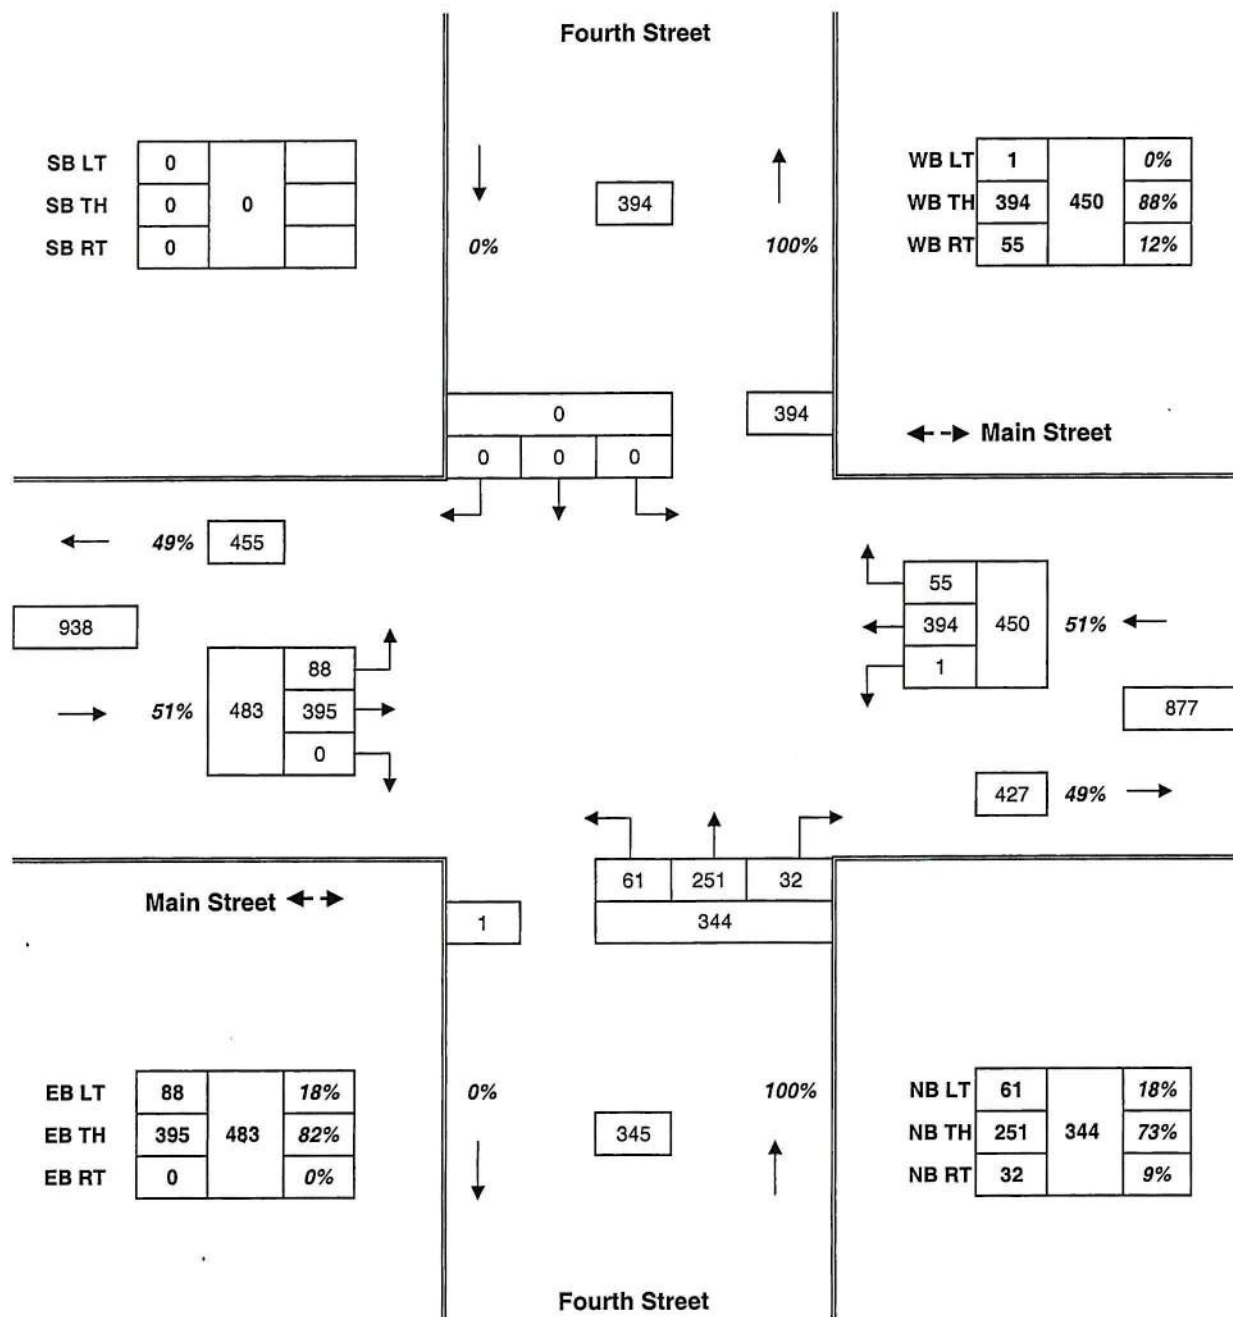 Fourth Street
SB LT 0
SB TH 0 0
SB RT 0
394
0% 100%
WB LT 1 0%
WB TH 394 450 88%
WB RT 55 12%
0
394
0 0 0
Main Street
49% 455
938
88
51% 483 395
0
55
394 450 51%
1
877
427 49%
61 251 32
344
Main Street
1
EB LT 88 18%
EB TH 395 483 82%
EB RT 0 0%
0% 100%
345
NB LT 61 18%
NB TH 251 344 73%
NB RT 32 9%
Fourth Street